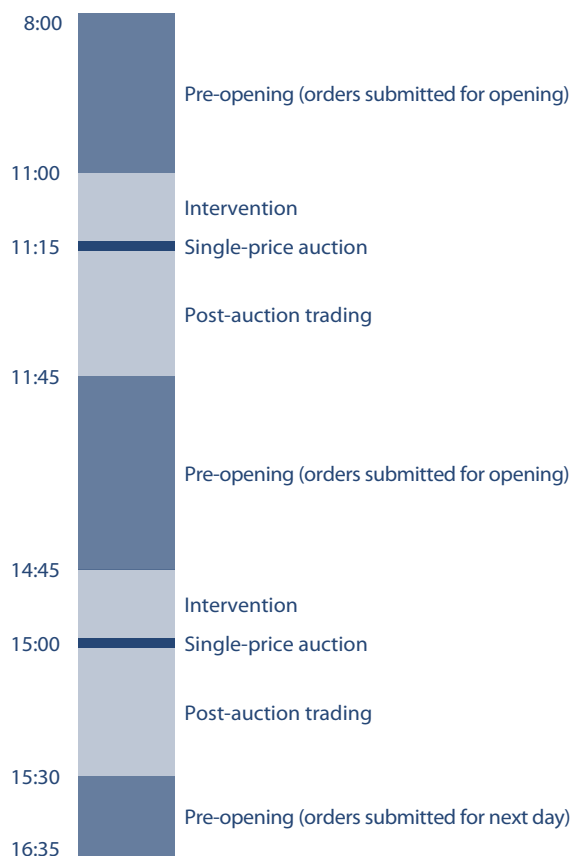 8:00
Pre-opening (orders submitted for opening)
11:00
Intervention
11:15 Single-price auction
Post-auction trading
11:45
Pre-opening (orders submitted for opening)
14:45
Intervention
15:00 Single-price auction
Post-auction trading
15:30
Pre-opening (orders submitted for next day)
16:35